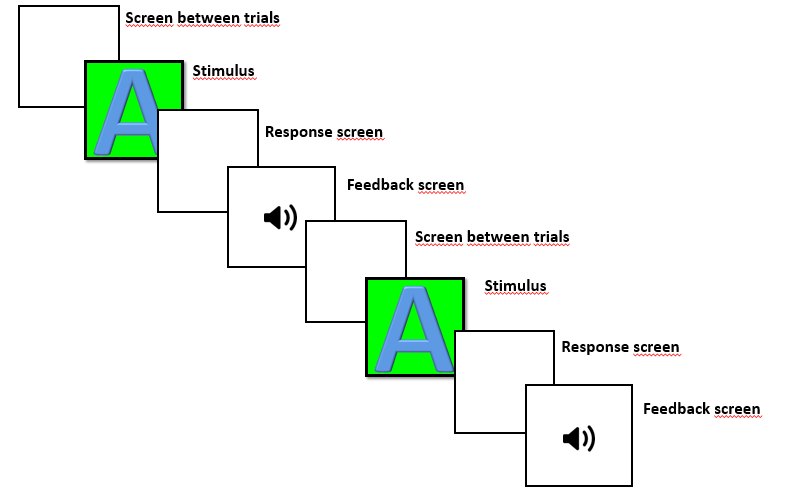 Screen between trials
A
Stimulus
Response screen
Feedback screen
Screen between trials
A
Stimulus
Response screen
Feedback screen